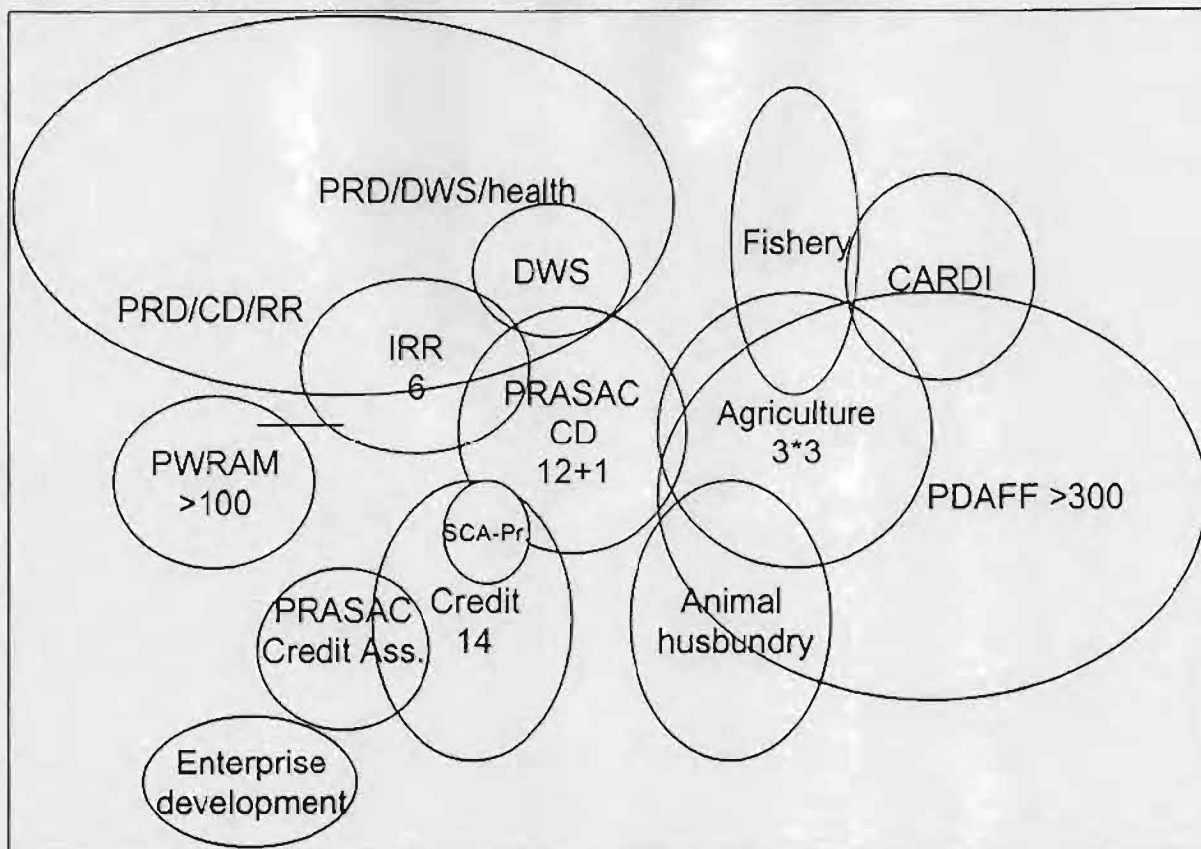 PRD/DWS/health
Fishery
DWS
CARDI
PRD/CD/RR
IRR
6
PRASAC
CD
12+1
Agriculture
3*3
PWRAM
>100
PDAFF >300
SCA-Pr.
PRASAC
Credit Ass.
Credit
14
Animal
husbundry
Enterprise
development